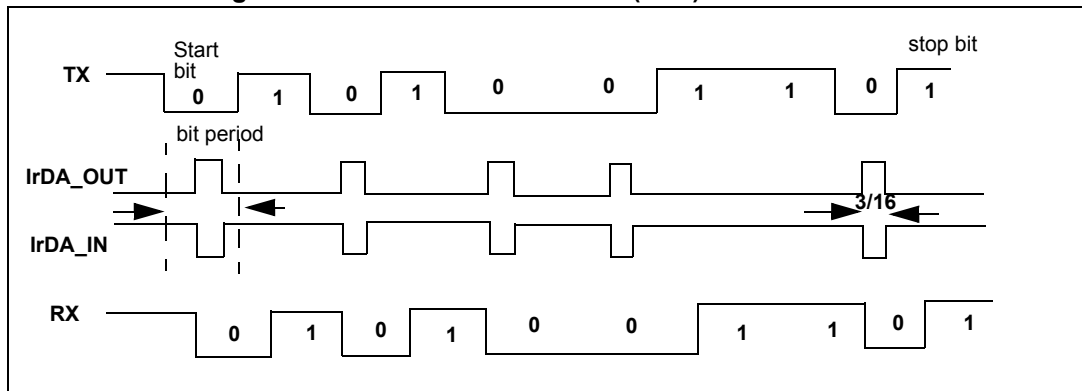 Start
bit
stop bit
TX
0 1 0 1 0 0 1 1 0 1
bit period
IrDA_OUT
3/16
IrDA_IN
RX
0 1 0 1 0 0 1 1 0 1